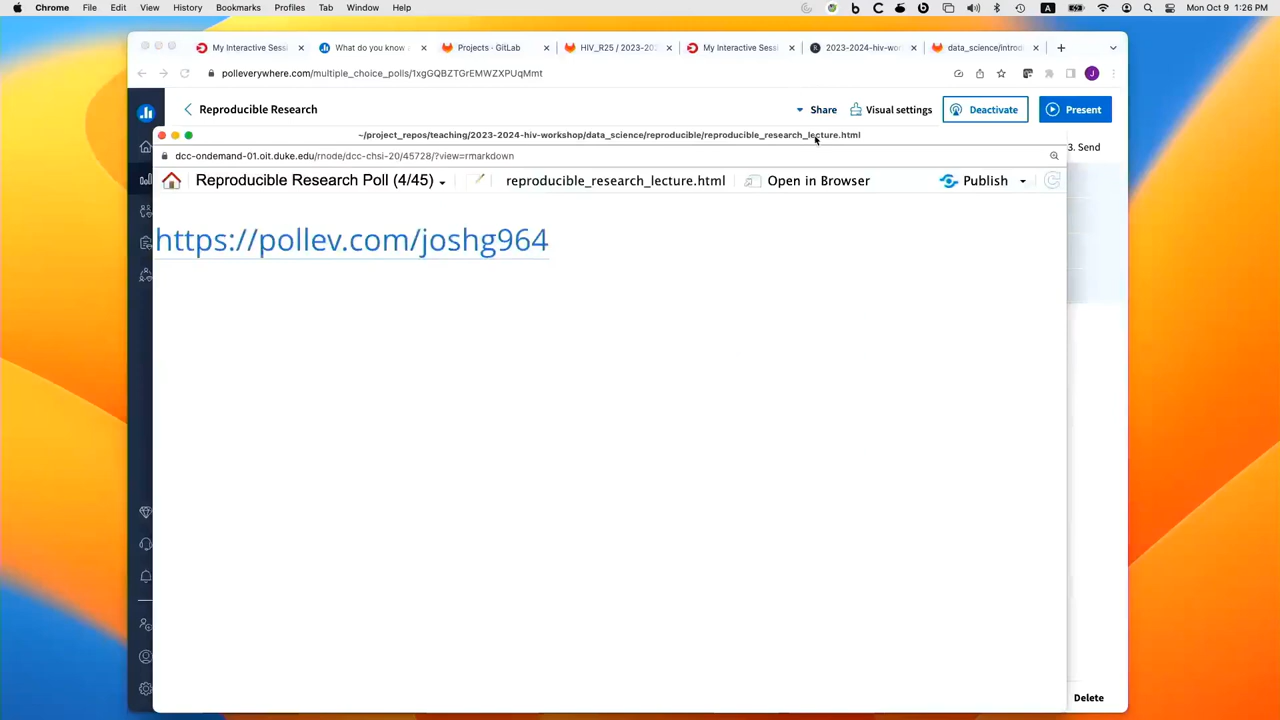 Chrome File Edit View History Bookmarks Profiles Tab Window Help Mon Oct 9 1:26 PM
My Interactive Sessi What do you know Projects · GitLab HIV_R25 / 2023-202 My Interactive Sessi 2023-2024-hiv-wor data_science/introd
polleverywhere.com/multiple_choice_polls/1xgGQBZTGrEMWZXPUqMmt
Reproducible Research Share Visual settings Deactivate Present
~/project_repos/teaching/2023-2024-hiv-workshop/data_science/reproducible/reproducible_research_lecture.html
3. Send
dcc-ondemand-01.oit.duke.edu/rnode/dcc-chsi-20/45728/?view=rmarkdown
Reproducible Research Poll (4/45) reproducible_research_lecture.html Open in Browser Publish
https://pollev.com/joshg964
Delete